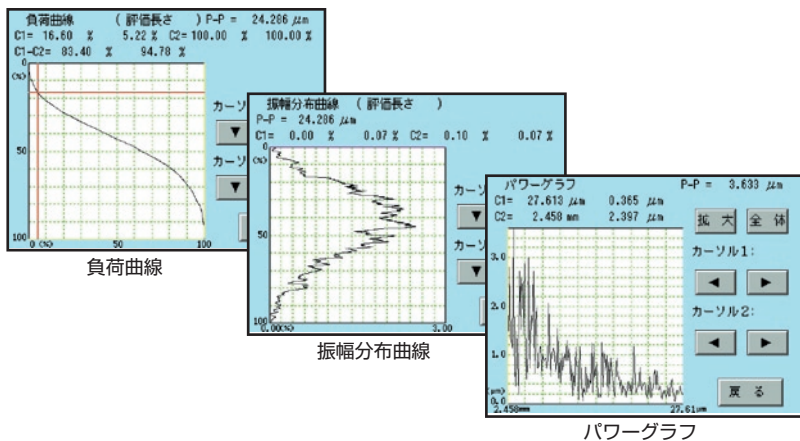 負荷曲線 ( 評価長さ ) P-P = 24.286 μm
C1= 16.60 % 5.22 % C2= 100.00 % 100.00 %
C1-C2= 83.40 % 94.78 %
0
(%)
50
100
0 (%) 50 100
カーソ
▼
カーソ
▼
負荷曲線
振幅分布曲線 ( 評価長さ )
P-P = 24.286 μm
C1= 0.00 % 0.07 % C2= 0.10 % 0.07 %
0
(%)
50
100
0.00(%) 3.00
カーソ
▼
カーソ
▼
振幅分布曲線
パワーグラフ P-P = 3.633 μm
C1= 27.613 μm 0.365 μm
C2= 2.458 mm 2.397 μm
拡大 全体
カーソル1:
◀ ▶
カーソル2:
◀ ▶
戻る
3.0
2.0
1.0
(μm)
0.0
2.458mm 27.61μm
パワーグラフ